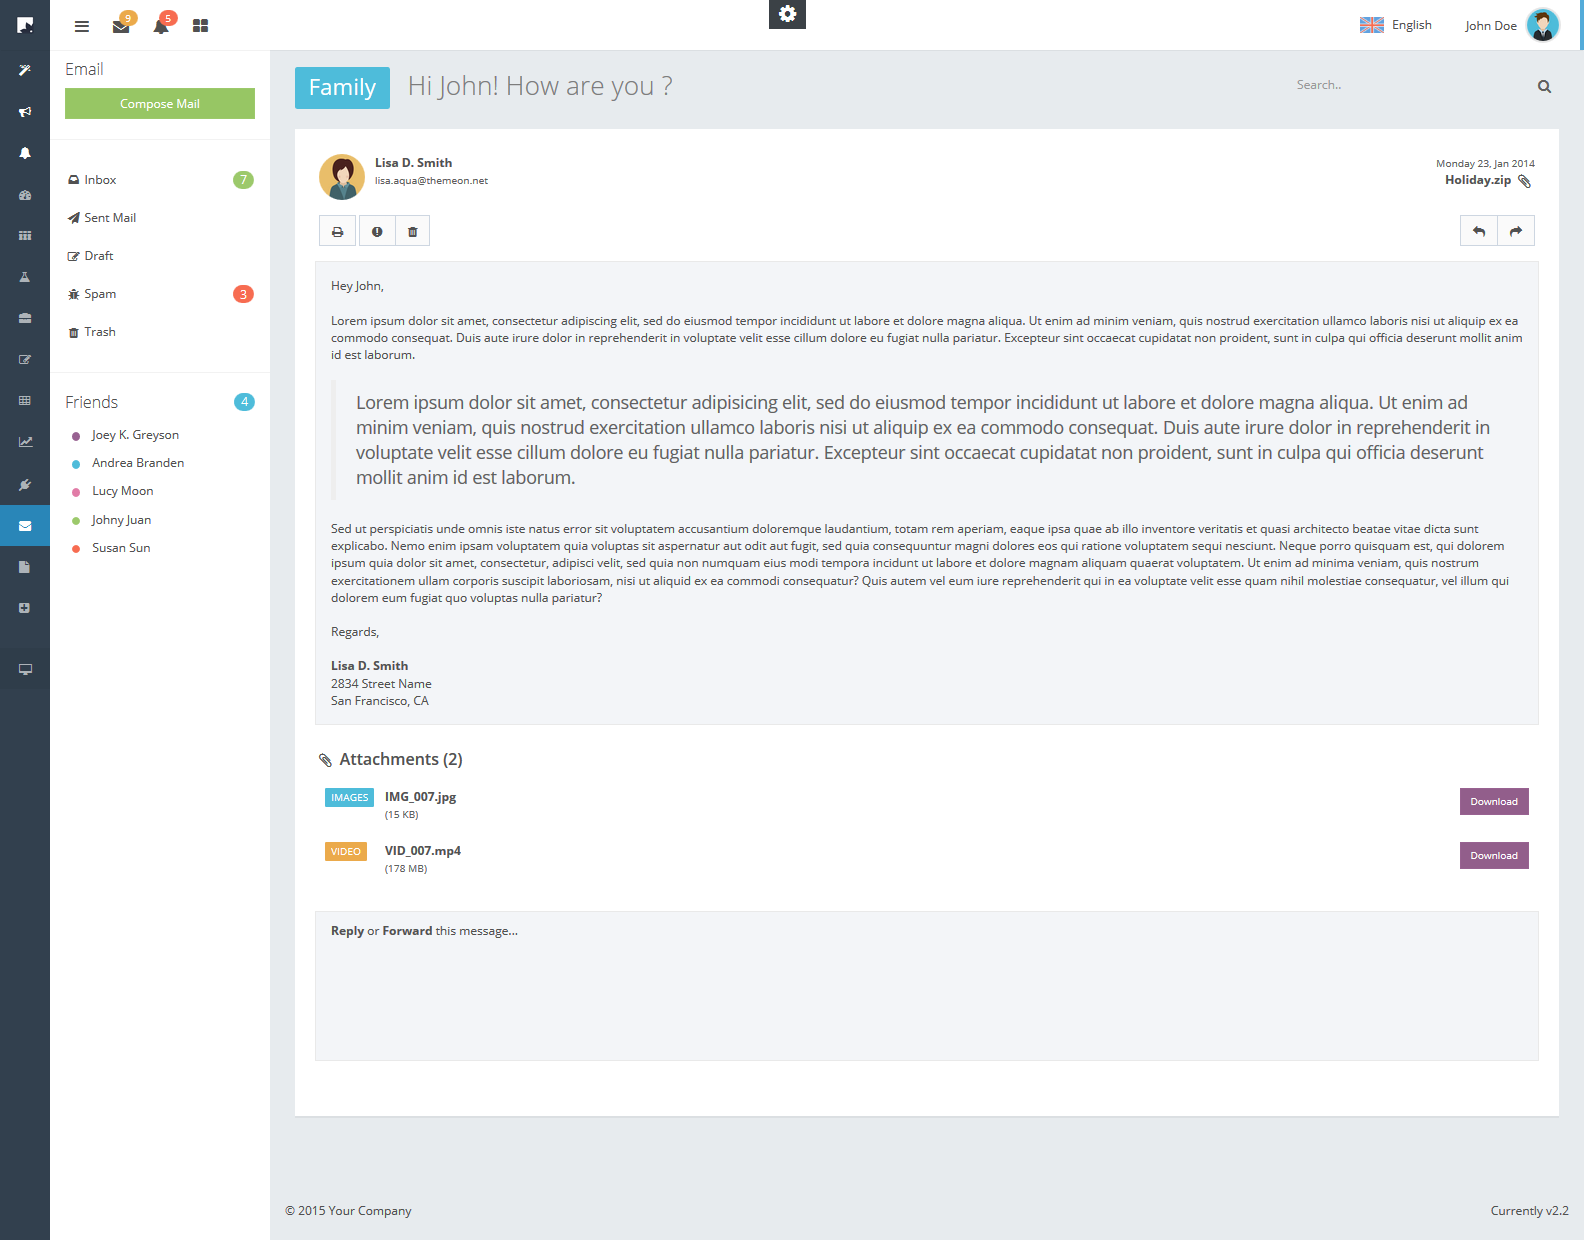 9
5
English
John Doe
Email
Compose Mail
Inbox
7
Sent Mail
Draft
Spam
3
Trash
Friends
4
Joey K. Greyson
Andrea Branden
Lucy Moon
Johny Juan
Susan Sun
Family
Hi John! How are you ?
Search..
Lisa D. Smith
lisa.aqua@themeon.net
Monday 23, Jan 2014
Holiday.zip
Hey John,
Lorem ipsum dolor sit amet, consectetur adipiscing elit, sed do eiusmod tempor incididunt ut labore et dolore magna aliqua. Ut enim ad minim veniam, quis nostrud exercitation ullamco laboris nisi ut aliquip ex ea
commodo consequat. Duis aute irure dolor in reprehenderit in voluptate velit esse cillum dolore eu fugiat nulla pariatur. Excepteur sint occaecat cupidatat non proident, sunt in culpa qui officia deserunt mollit anim
id est laborum.
Lorem ipsum dolor sit amet, consectetur adipisicing elit, sed do eiusmod tempor incididunt ut labore et dolore magna aliqua. Ut enim ad
minim veniam, quis nostrud exercitation ullamco laboris nisi ut aliquip ex ea commodo consequat. Duis aute irure dolor in reprehenderit in
voluptate velit esse cillum dolore eu fugiat nulla pariatur. Excepteur sint occaecat cupidatat non proident, sunt in culpa qui officia deserunt
mollit anim id est laborum.
Sed ut perspiciatis unde omnis iste natus error sit voluptatem accusantium doloremque laudantium, totam rem aperiam, eaque ipsa quae ab illo inventore veritatis et quasi architecto beatae vitae dicta sunt
explicabo. Nemo enim ipsam voluptatem quia voluptas sit aspernatur aut odit aut fugit, sed quia consequuntur magni dolores eos qui ratione voluptatem sequi nesciunt. Neque porro quisquam est, qui dolorem
ipsum quia dolor sit amet, consectetur, adipisci velit, sed quia non numquam eius modi tempora incidunt ut labore et dolore magnam aliquam quaerat voluptatem. Ut enim ad minima veniam, quis nostrum
exercitationem ullam corporis suscipit laboriosam, nisi ut aliquid ex ea commodi consequatur? Quis autem vel eum iure reprehenderit qui in ea voluptate velit esse quam nihil molestiae consequatur, vel illum qui
dolorem eum fugiat quo voluptas nulla pariatur?
Regards,
Lisa D. Smith
2834 Street Name
San Francisco, CA
Attachments (2)
IMAGES
IMG_007.jpg
(15 KB)
Download
VIDEO
VID_007.mp4
(178 MB)
Download
Reply or Forward this message...
© 2015 Your Company
Currently v2.2